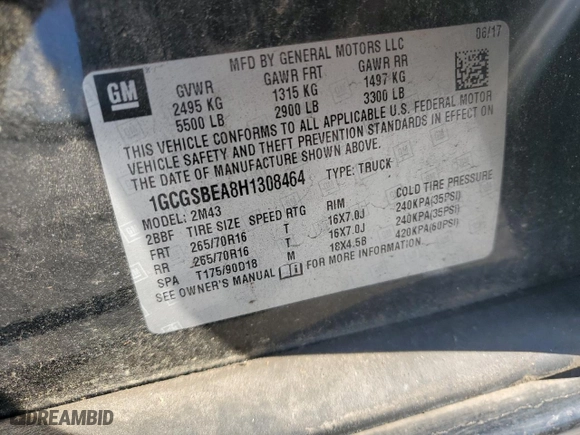 06/17
MFD BY GENERAL MOTORS LLC
GM
GVWR GAWR FRT GAWR RR
2495 KG 1315 KG 1497 KG
5500 LB 2900 LB 3300 LB
THIS VEHICLE CONFORMS TO ALL APPLICABLE U.S. FEDERAL MOTOR
VEHICLE SAFETY AND THEFT PREVENTION STANDARDS IN EFFECT ON
THE DATE OF MANUFACTURE SHOWN ABOVE.
1GCGSBEA8H1308464 TYPE: TRUCK
MODEL: 2M43
2BBF TIRE SIZE SPEED RTG RIM COLD TIRE PRESSURE
FRT 265/70R16 T 16X7.0J 240KPA(35PSI)
RR 265/70R16 T 16X7.0J 240KPA(35PSI)
SPA T175/90D18 M 18X4.5B 420KPA(60PSI)
SEE OWNER'S MANUAL FOR MORE INFORMATION.
DREAMBID